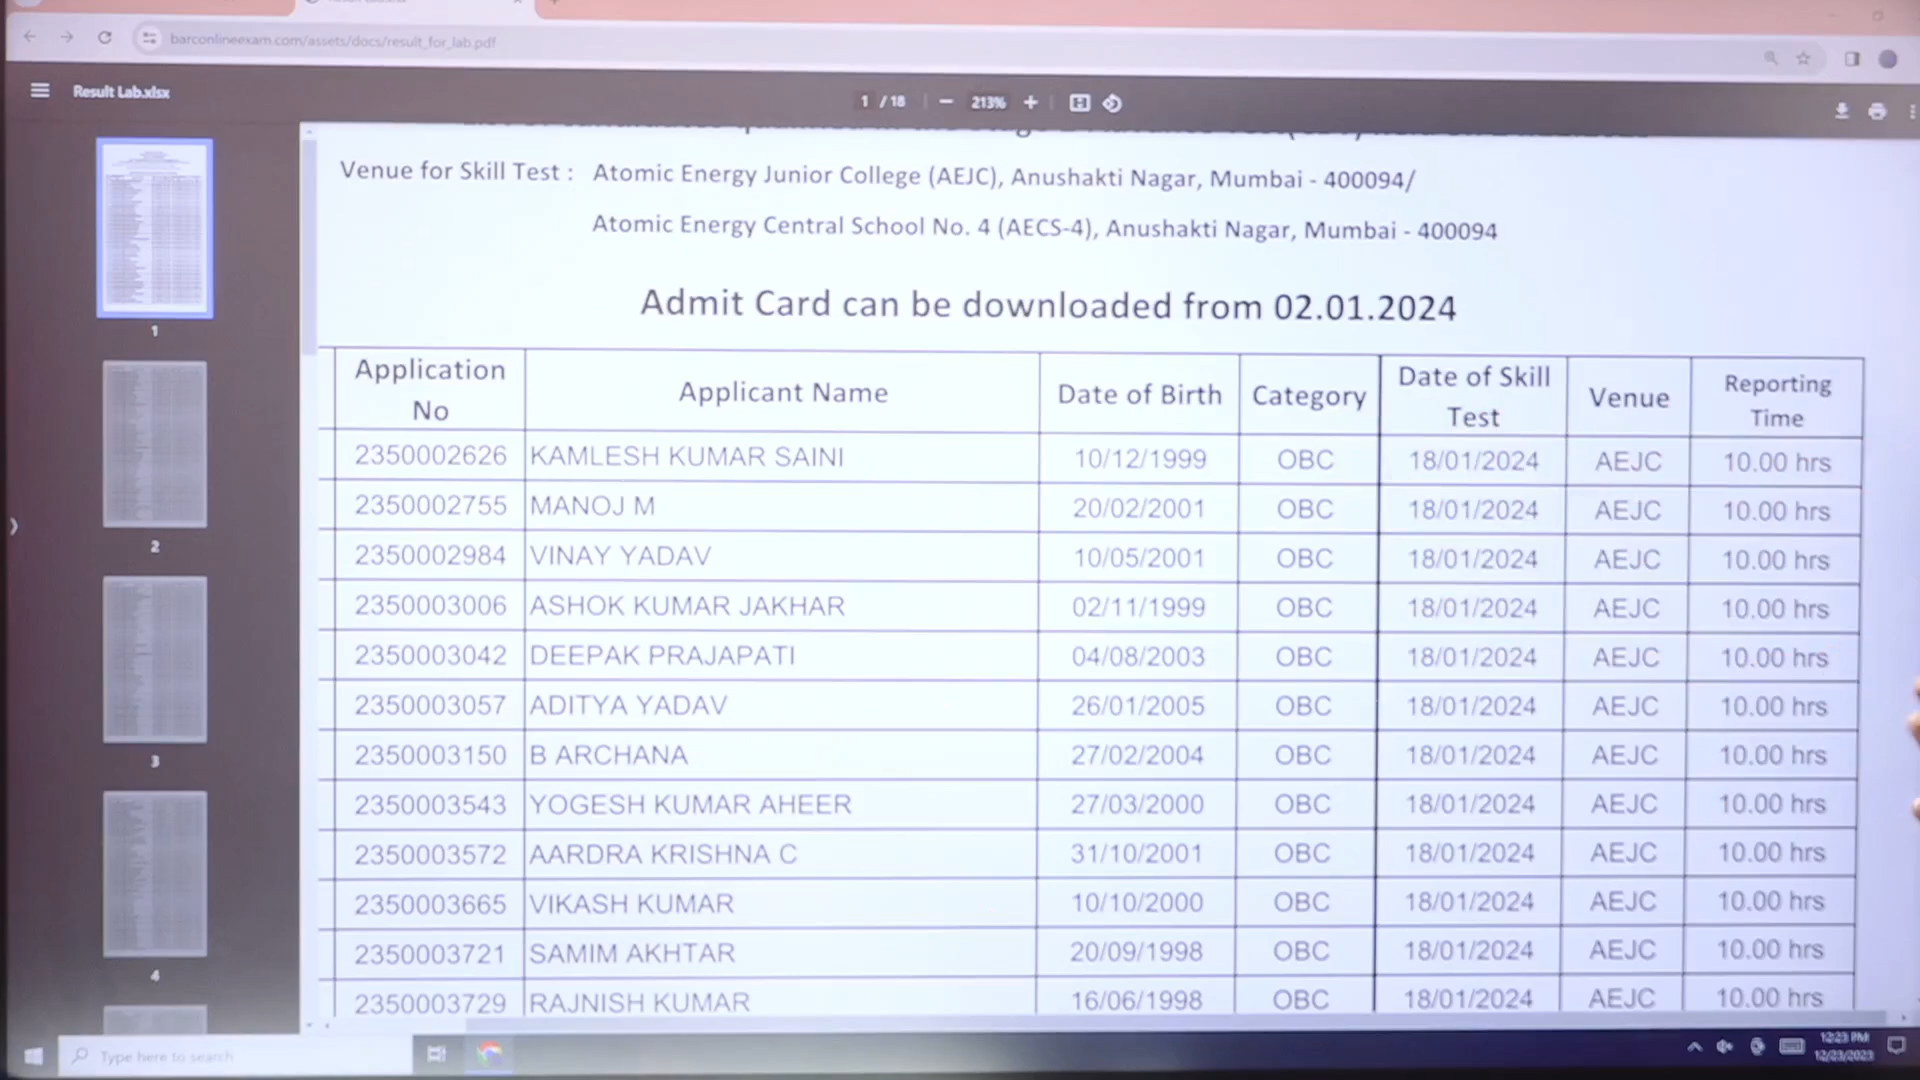 barconlineexam.com/assets/docs/result_for_lab.pdf
Result Lab.xlsx
1 / 18
213%
Venue for Skill Test : Atomic Energy Junior College (AEJC), Anushakti Nagar, Mumbai - 400094/
Atomic Energy Central School No. 4 (AECS-4), Anushakti Nagar, Mumbai - 400094
Admit Card can be downloaded from 02.01.2024
Application No Applicant Name Date of Birth Category Date of Skill Test Venue Reporting Time
2350002626 KAMLESH KUMAR SAINI 10/12/1999 OBC 18/01/2024 AEJC 10.00 hrs
2350002755 MANOJ M 20/02/2001 OBC 18/01/2024 AEJC 10.00 hrs
2350002984 VINAY YADAV 10/05/2001 OBC 18/01/2024 AEJC 10.00 hrs
2350003006 ASHOK KUMAR JAKHAR 02/11/1999 OBC 18/01/2024 AEJC 10.00 hrs
2350003042 DEEPAK PRAJAPATI 04/08/2003 OBC 18/01/2024 AEJC 10.00 hrs
2350003057 ADITYA YADAV 26/01/2005 OBC 18/01/2024 AEJC 10.00 hrs
2350003150 B ARCHANA 27/02/2004 OBC 18/01/2024 AEJC 10.00 hrs
2350003543 YOGESH KUMAR AHEER 27/03/2000 OBC 18/01/2024 AEJC 10.00 hrs
2350003572 AARDRA KRISHNA C 31/10/2001 OBC 18/01/2024 AEJC 10.00 hrs
2350003665 VIKASH KUMAR 10/10/2000 OBC 18/01/2024 AEJC 10.00 hrs
2350003721 SAMIM AKHTAR 20/09/1998 OBC 18/01/2024 AEJC 10.00 hrs
2350003729 RAJNISH KUMAR 16/06/1998 OBC 18/01/2024 AEJC 10.00 hrs
1
2
3
4
Type here to search
12:23 PM
12/23/2023